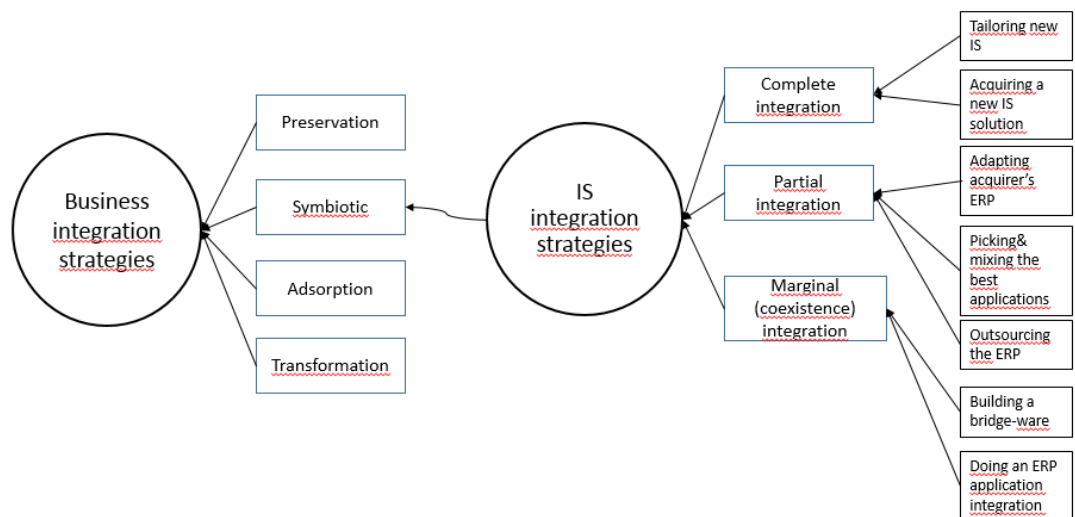 Business
integration
strategies
Preservation
Symbiotic
Adsorption
Transformation
IS
integration
strategies
Complete
integration
Partial
integration
Marginal
(coexistence)
integration
Tailoring new
IS
Acquiring a
new IS
solution
Adapting
acquirer's
ERP
Picking&
mixing the
best
applications
Outsourcing
the ERP
Building a
bridge-ware
Doing an ERP
application
integration